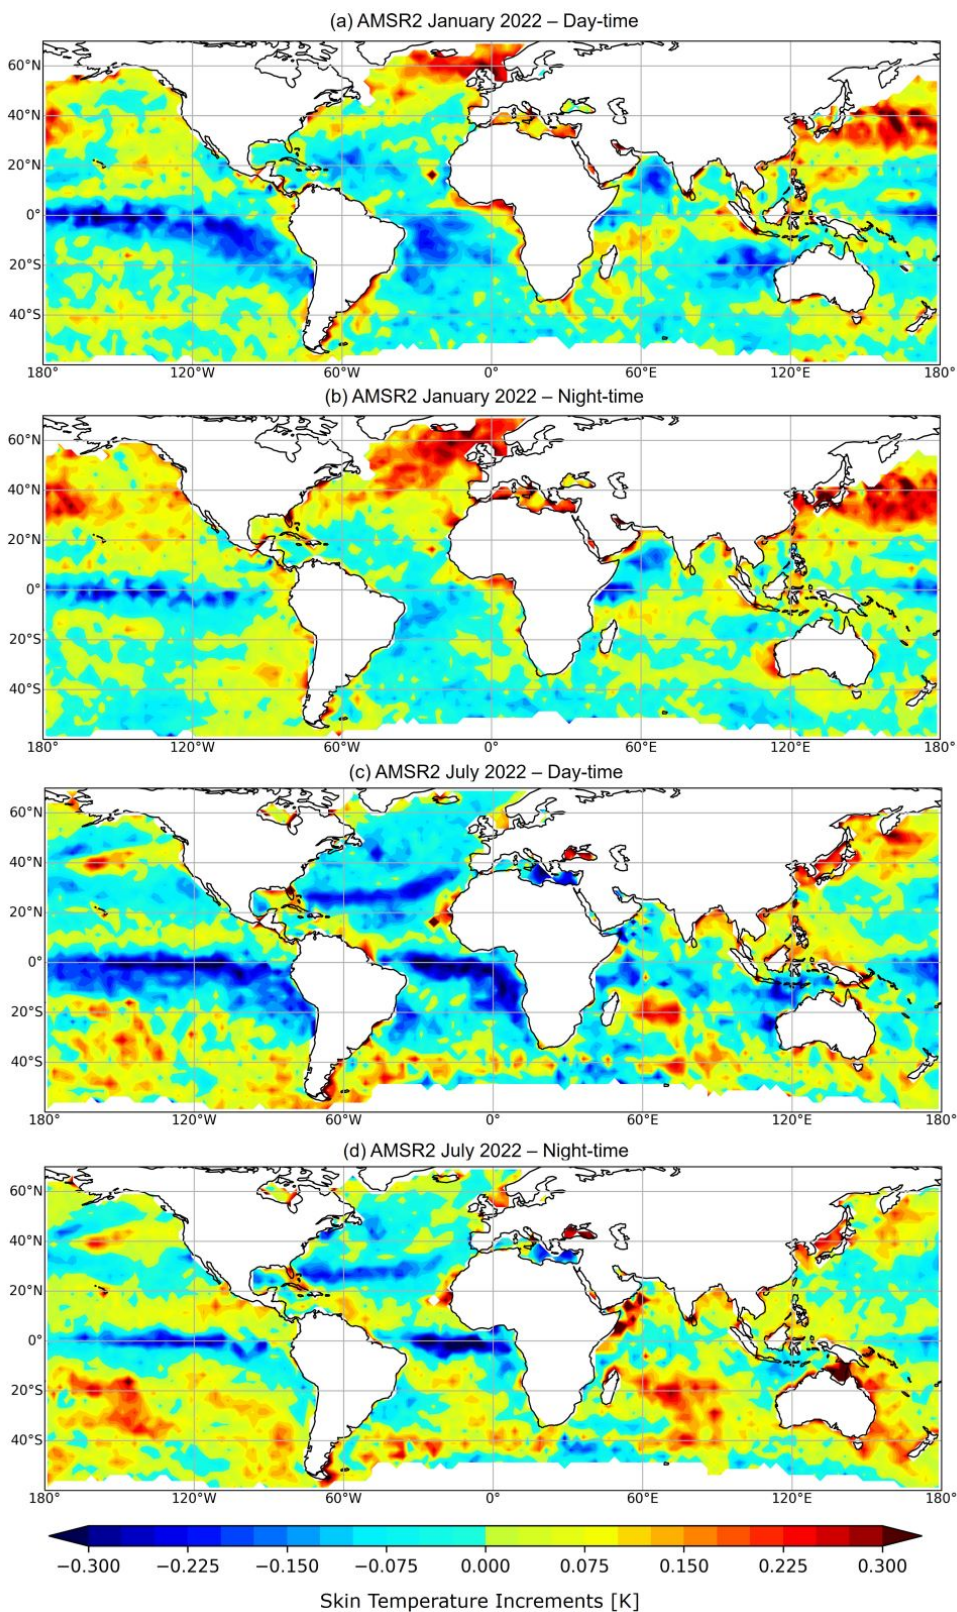 (a) AMSR2 January 2022 – Day-time
60°N
40°N
20°N
0°
20°S
40°S
180° 120°W 60°W 0° 60°E 120°E 180°
(b) AMSR2 January 2022 – Night-time
60°N
40°N
20°N
0°
20°S
40°S
180° 120°W 60°W 0° 60°E 120°E 180°
(c) AMSR2 July 2022 – Day-time
60°N
40°N
20°N
0°
20°S
40°S
180° 120°W 60°W 0° 60°E 120°E 180°
(d) AMSR2 July 2022 – Night-time
60°N
40°N
20°N
0°
20°S
40°S
180° 120°W 60°W 0° 60°E 120°E 180°
−0.300 −0.225 −0.150 −0.075 0.000 0.075 0.150 0.225 0.300
Skin Temperature Increments [K]